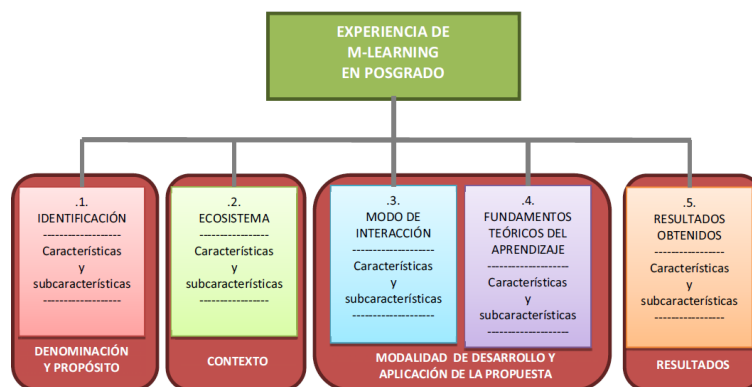 EXPERIENCIA DE
M-LEARNING
EN POSGRADO
.1.
IDENTIFICACIÓN
-------------------
Características
y
subcaracterísticas
-------------------
DENOMINACIÓN
Y PROPÓSITO
.2.
ECOSISTEMA
-----------------
Características
y
subcaracterísticas
-----------------
CONTEXTO
.3.
MODO DE
INTERACCIÓN
--------------------
Características
y
subcaracterísticas
--------------------
.4.
FUNDAMENTOS
TEÓRICOS DEL
APRENDIZAJE
--------------------
Características
y
subcaracterísticas
--------------------
MODALIDAD DE DESARROLLO Y
APLICACIÓN DE LA PROPUESTA
.5.
RESULTADOS
OBTENIDOS
-----------------
Características
y
subcaracterísticas
-----------------
RESULTADOS